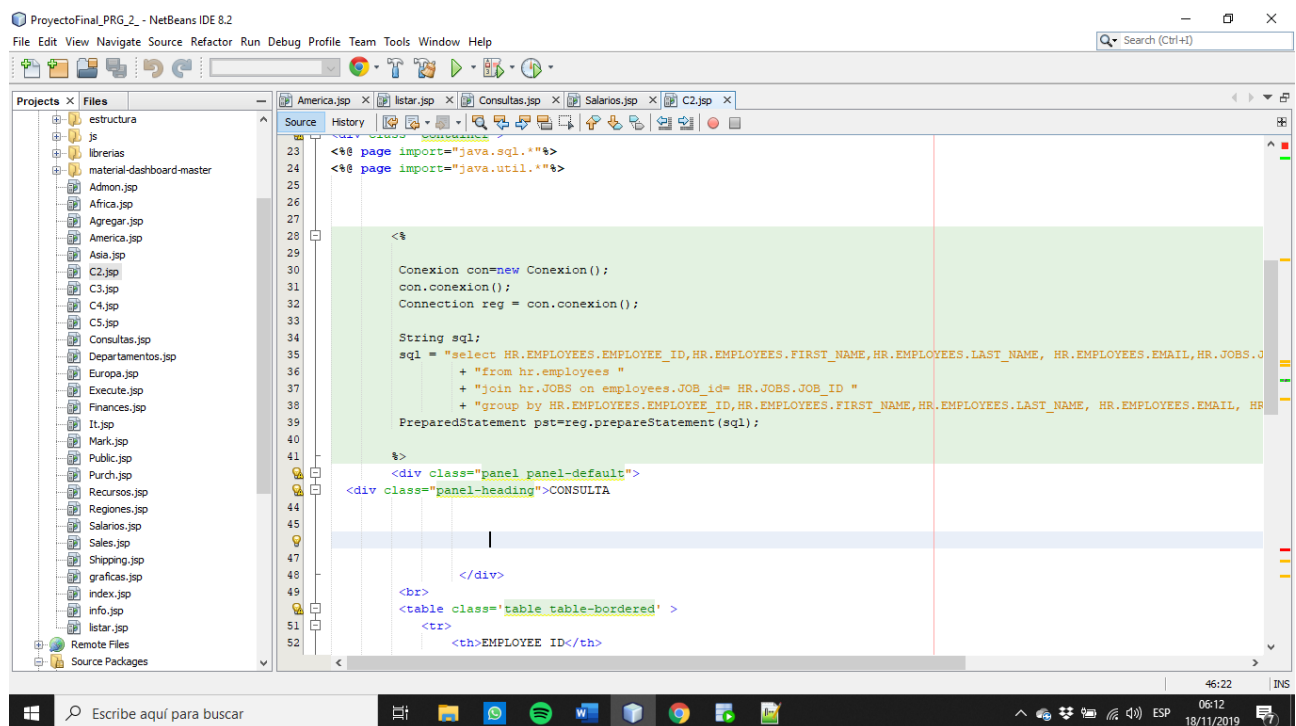 ProyectoFinal_PRG_2_ - NetBeans IDE 8.2
File Edit View Navigate Source Refactor Run Debug Profile Team Tools Window Help
Search (Ctrl+I)
Projects Files
estructura
js
librerias
material-dashboard-master
Admon.jsp
Africa.jsp
Agregar.jsp
America.jsp
Asia.jsp
C2.jsp
C3.jsp
C4.jsp
C5.jsp
Consultas.jsp
Departamentos.jsp
Europa.jsp
Execute.jsp
Finances.jsp
It.jsp
Mark.jsp
Public.jsp
Purch.jsp
Recursos.jsp
Regiones.jsp
Salarios.jsp
Sales.jsp
Shipping.jsp
graficas.jsp
index.jsp
info.jsp
listar.jsp
Remote Files
Source Packages
America.jsp listar.jsp Consultas.jsp Salarios.jsp C2.jsp
Source History
<div class="container">
23 <%@ page import="java.sql.*"%>
24 <%@ page import="java.util.*"%>
25
26
27
28 <%
29
30 Conexion con=new Conexion();
31 con.conexion();
32 Connection reg = con.conexion();
33
34 String sql;
35 sql = "select HR.EMPLOYEES.EMPLOYEE_ID,HR.EMPLOYEES.FIRST_NAME,HR.EMPLOYEES.LAST_NAME, HR.EMPLOYEES.EMAIL,HR.JOBS.J
36 + "from hr.employees "
37 + "join hr.JOBS on employees.JOB_id= HR.JOBS.JOB_ID "
38 + "group by HR.EMPLOYEES.EMPLOYEE_ID,HR.EMPLOYEES.FIRST_NAME,HR.EMPLOYEES.LAST_NAME, HR.EMPLOYEES.EMAIL, HR
39 PreparedStatement pst=reg.prepareStatement(sql);
40
41 %>
<div class="panel panel-default">
<div class="panel-heading">CONSULTA
44
45
47
48 </div>
49 <br>
<table class='table table-bordered' >
51 <tr>
52 <th>EMPLOYEE ID</th>
46:22 INS
Escribe aquí para buscar
ESP
06:12
18/11/2019